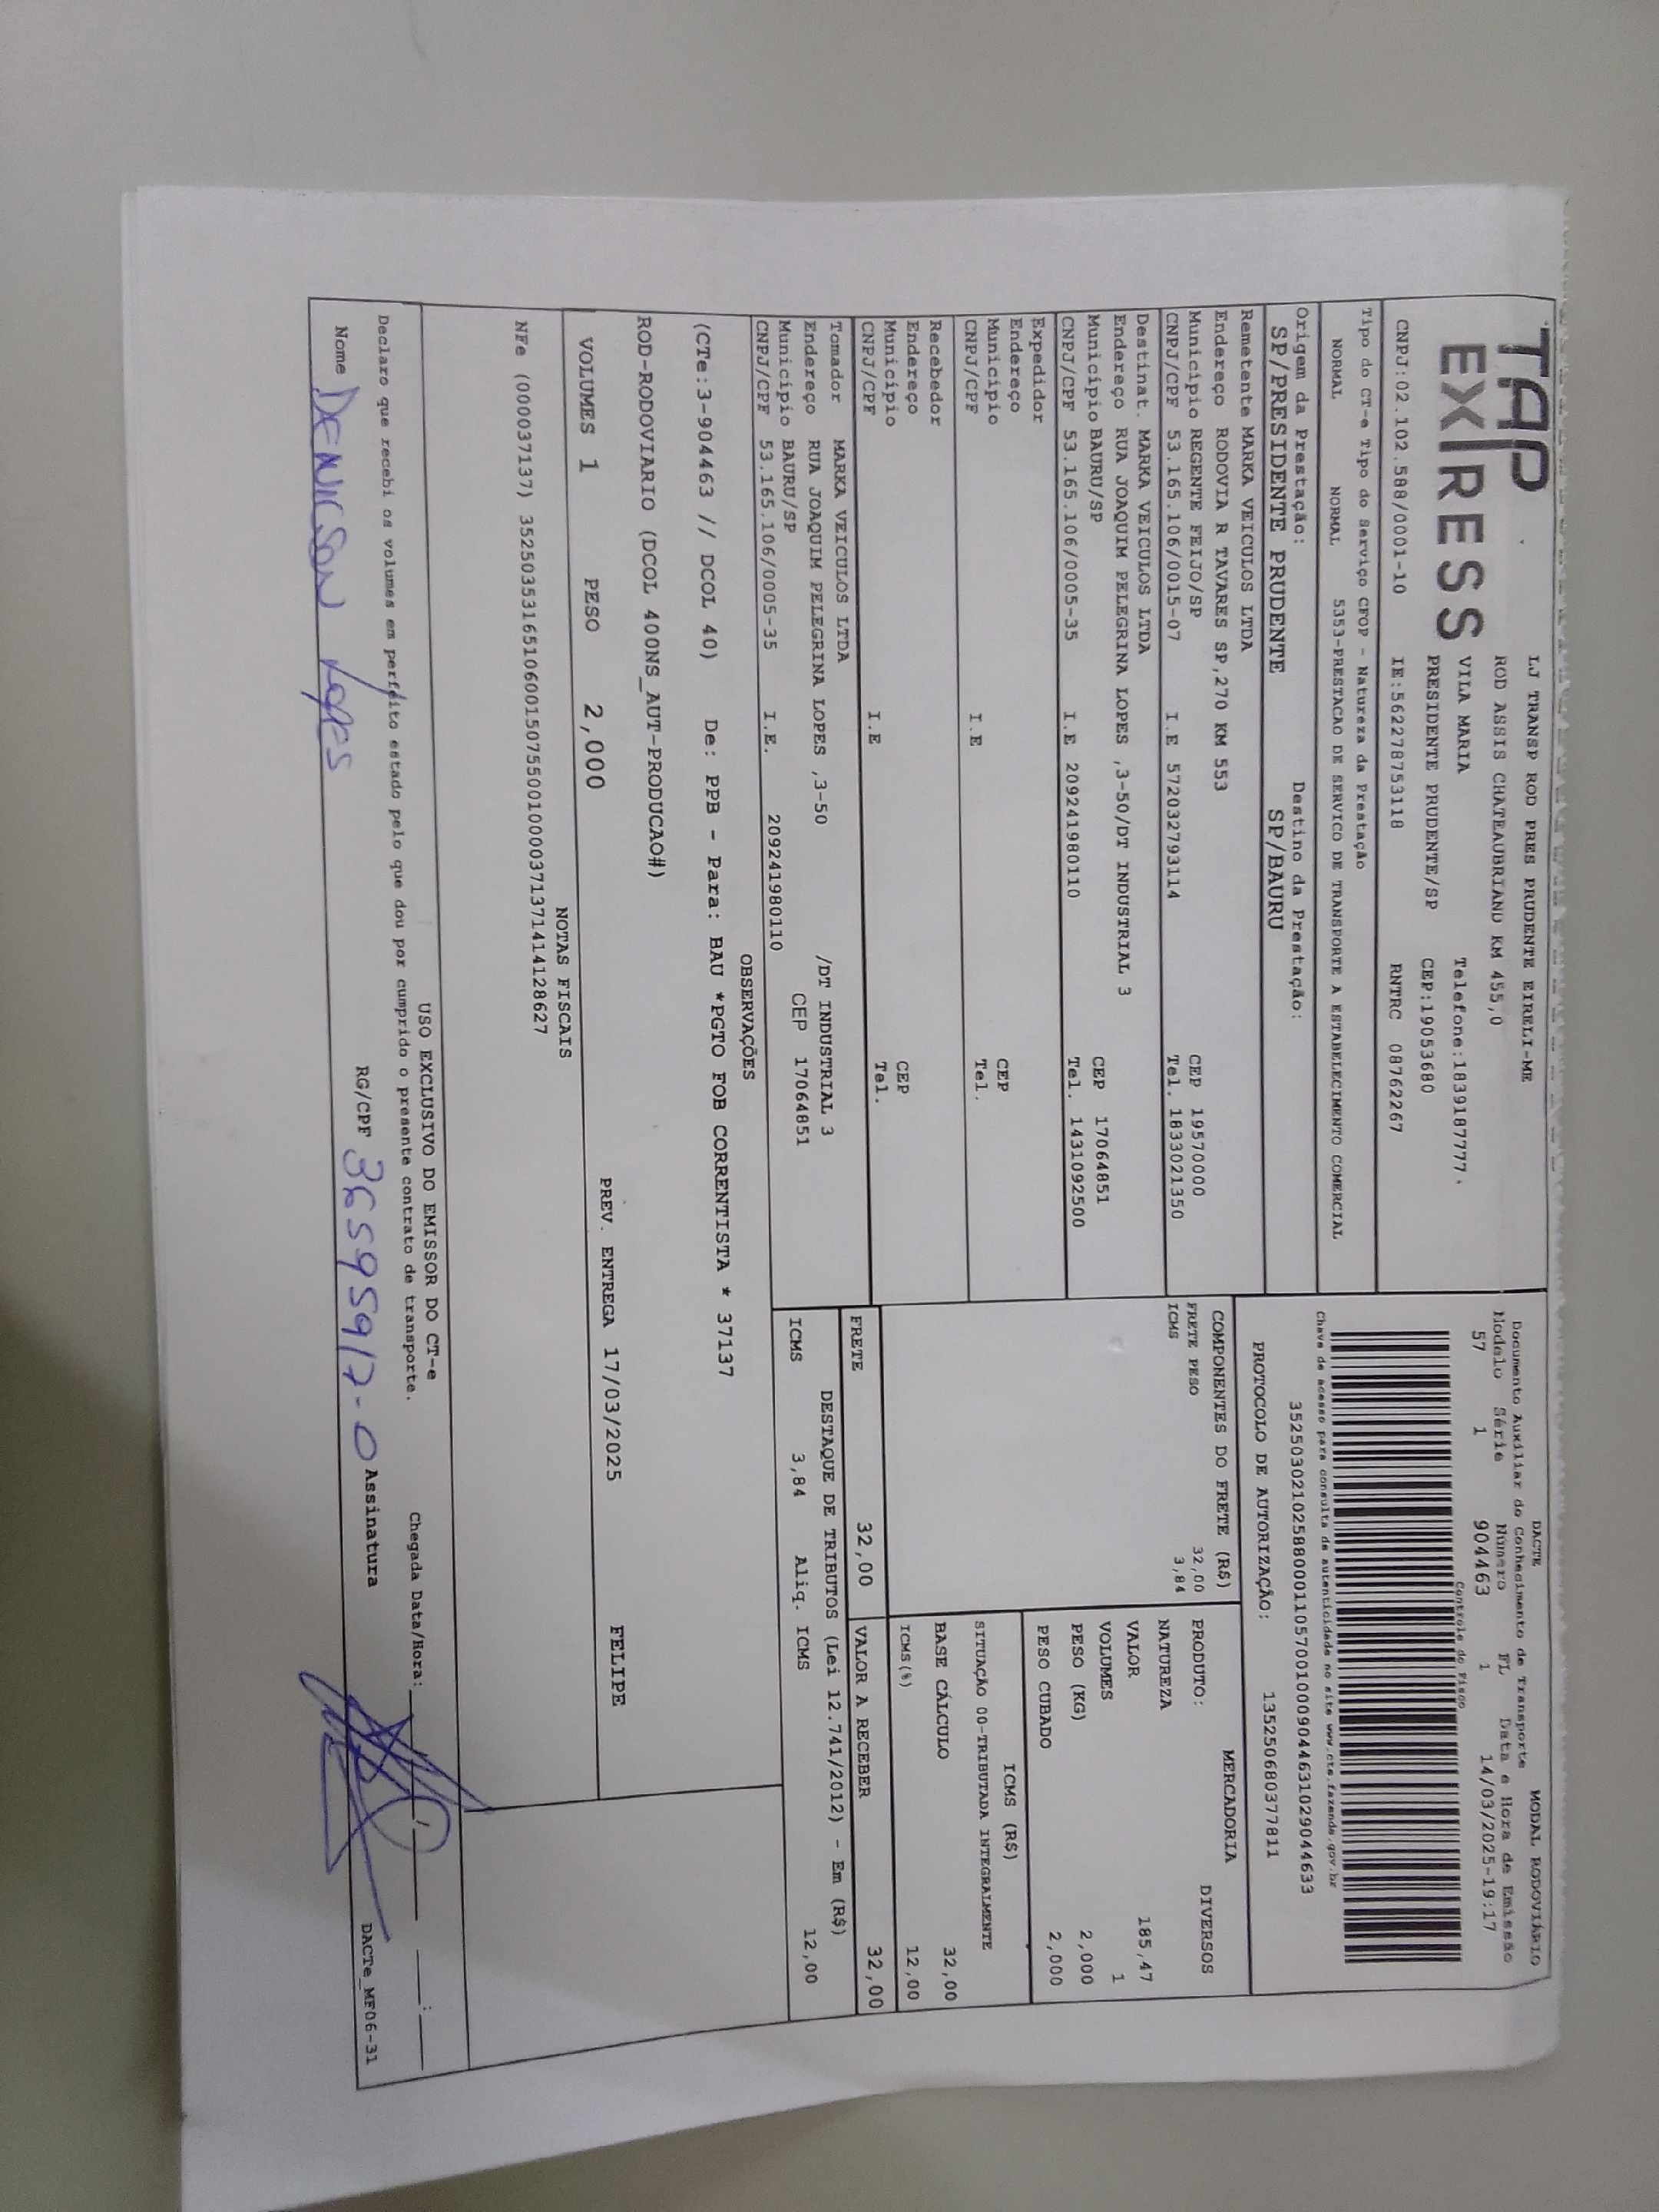 TAP
EXPRESS
LJ TRANSP ROD PRES PRUDENTE EIRELI-ME
ROD ASSIS CHATEAUBRIAND KM 455,0
VILA MARIA Telefone:1839187777.
PRESIDENTE PRUDENTE/SP CEP:19053680
CNPJ:02.102.588/0001-10 IE:562278753118 RNTRC 08762267
DACTE MODAL RODOVIÁRIO
Documento Auxiliar do Conhecimento de Transporte
Modelo Série Número FL Data e Hora de Emissão
57 1 904463 1 14/03/2025-19:17
Controle do Fisco
Chave de acesso para consulta de autenticidade no site www.cte.fazenda.gov.br
35250302102588000110570010009044631029044633
PROTOCOLO DE AUTORIZAÇÃO: 135250680377811
Tipo do CT-e Tipo do Serviço CFOP - Natureza da Prestação
NORMAL NORMAL 5353-PRESTACAO DE SERVICO DE TRANSPORTE A ESTABELECIMENTO COMERCIAL
Origem da Prestação: Destino da Prestação:
SP/PRESIDENTE PRUDENTE SP/BAURU
Remetente MARKA VEICULOS LTDA
Endereço RODOVIA R TAVARES SP,270 KM 553
Município REGENTE FEIJO/SP CEP 19570000
CNPJ/CPF 53.165.106/0015-07 I.E 572032793114 Tel. 1833021350
Destinat. MARKA VEICULOS LTDA
Endereço RUA JOAQUIM PELEGRINA LOPES ,3-50/DT INDUSTRIAL 3
Município BAURU/SP CEP 17064851
CNPJ/CPF 53.165.106/0005-35 I.E 209241980110 Tel. 1431092500
Expedidor
Endereço
Município CEP
CNPJ/CPF I.E Tel.
Recebedor
Endereço
Município CEP
CNPJ/CPF I.E Tel.
Tomador MARKA VEICULOS LTDA
Endereço RUA JOAQUIM PELEGRINA LOPES ,3-50 /DT INDUSTRIAL 3
Município BAURU/SP CEP 17064851
CNPJ/CPF 53.165.106/0005-35 I.E. 209241980110
COMPONENTES DO FRETE (R$)
FRETE PESO 32,00
ICMS 3,84
MERCADORIA
PRODUTO: DIVERSOS
NATUREZA
VALOR 185,47
VOLUMES 1
PESO (KG) 2,000
PESO CUBADO 2,000
ICMS (R$)
SITUAÇÃO 00-TRIBUTADA INTEGRALMENTE
BASE CÁLCULO 32,00
ICMS(%) 12,00
FRETE 32,00 VALOR A RECEBER 32,00
DESTAQUE DE TRIBUTOS (Lei 12.741/2012) - Em (R$)
ICMS 3,84 Aliq. ICMS 12,00
OBSERVAÇÕES
(CTe:3-904463 // DCOL 40) De: PPB - Para: BAU *PGTO FOB CORRENTISTA * 37137
ROD-RODOVIARIO (DCOL 400NS_AUT-PRODUCAO#)
VOLUMES 1 PESO 2,000 PREV. ENTREGA 17/03/2025 FELIPE
NOTAS FISCAIS
NFe (000037137) 35250353165106001507550010000371371414128627
USO EXCLUSIVO DO EMISSOR DO CT-e
Declaro que recebi os volumes em perfeito estado pelo que dou por cumprido o presente contrato de transporte. Chegada Data/Hora:
Nome DENICSON Lopes RG/CPF 36595917-0 Assinatura
DACTe_MF06-31